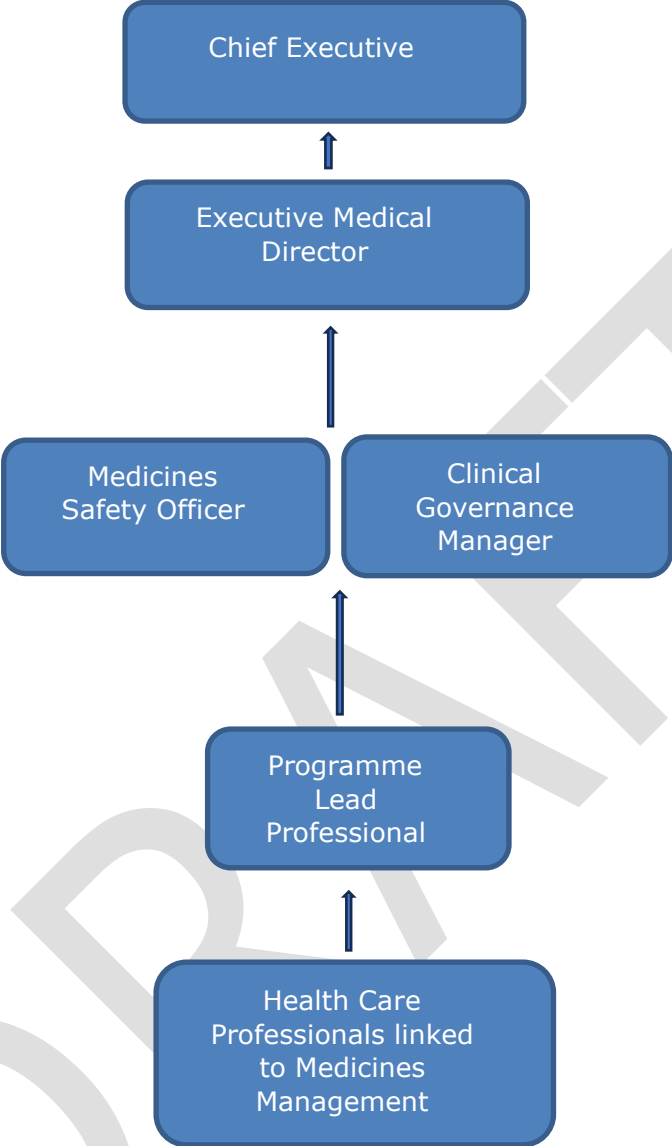 Chief Executive
Executive Medical
Director
Medicines
Safety Officer
Clinical
Governance
Manager
Programme
Lead
Professional
Health Care
Professionals linked
to Medicines
Management
DRAFT